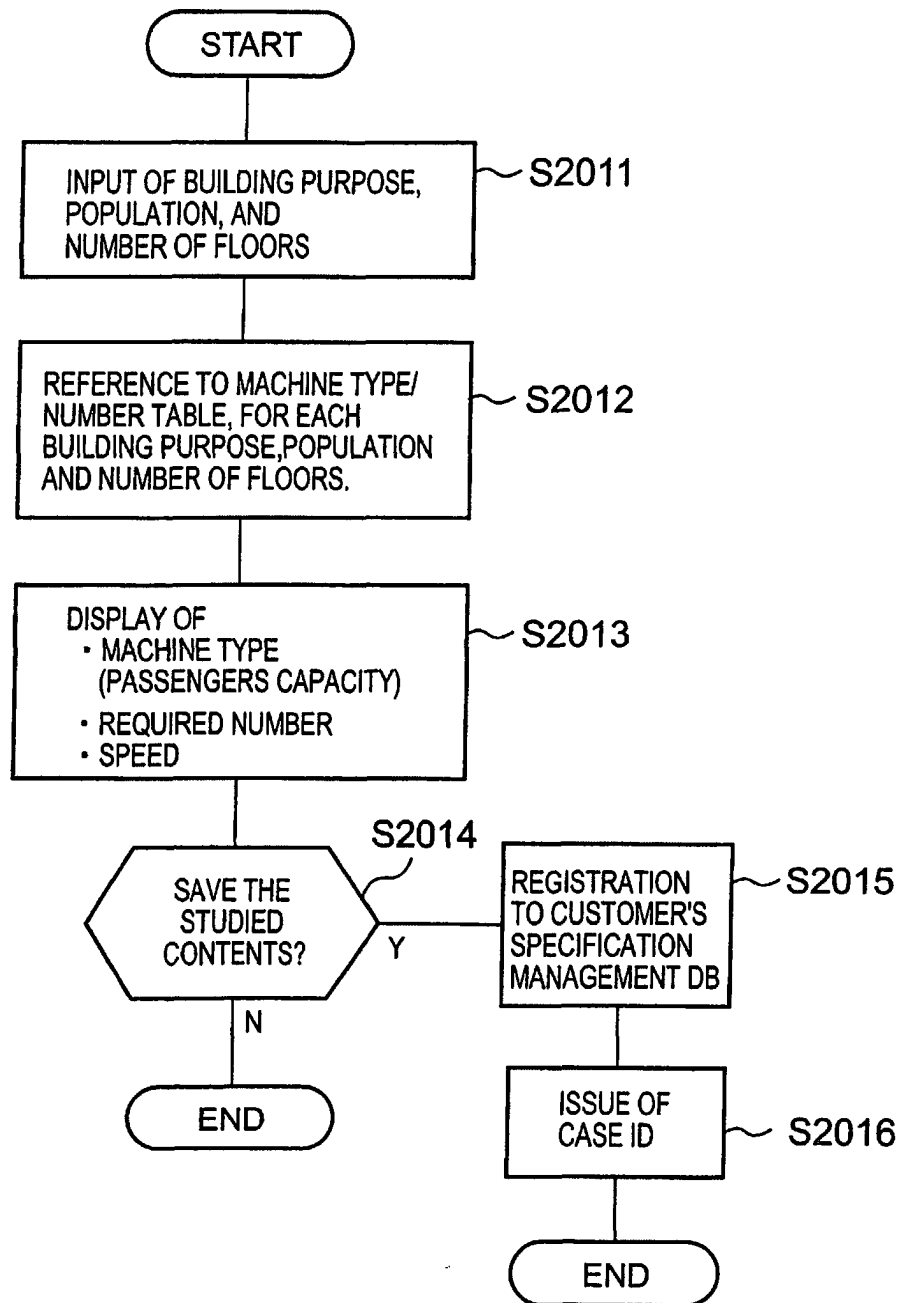 START
INPUT OF BUILDING PURPOSE,
POPULATION, AND
NUMBER OF FLOORS
S2011
REFERENCE TO MACHINE TYPE/
NUMBER TABLE, FOR EACH
BUILDING PURPOSE,POPULATION
AND NUMBER OF FLOORS.
S2012
DISPLAY OF
・MACHINE TYPE
(PASSENGERS CAPACITY)
・REQUIRED NUMBER
・SPEED
S2013
SAVE THE
STUDIED
CONTENTS?
S2014
Y
N
END
REGISTRATION
TO CUSTOMER'S
SPECIFICATION
MANAGEMENT DB
S2015
ISSUE OF
CASE ID
S2016
END